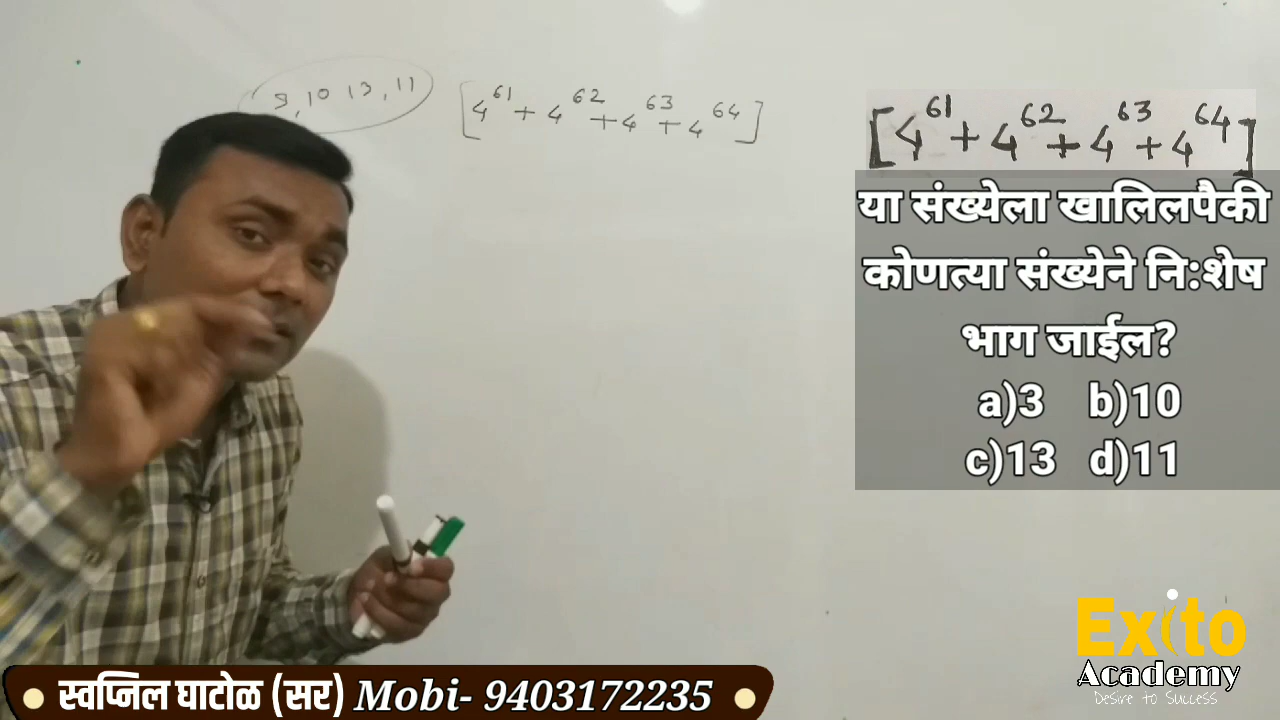 3, 10 13, 11
[4^61 + 4^62 + 4^63 + 4^64]
[4^61 + 4^62 + 4^63 + 4^64]
या संख्येला खालिलपैकी
कोणत्या संख्येने नि:शेष
भाग जाईल?
a)3 b)10
c)13 d)11
Exito
Academy
Desire to Success
स्वप्निल घाटोळ (सर) Mobi- 9403172235